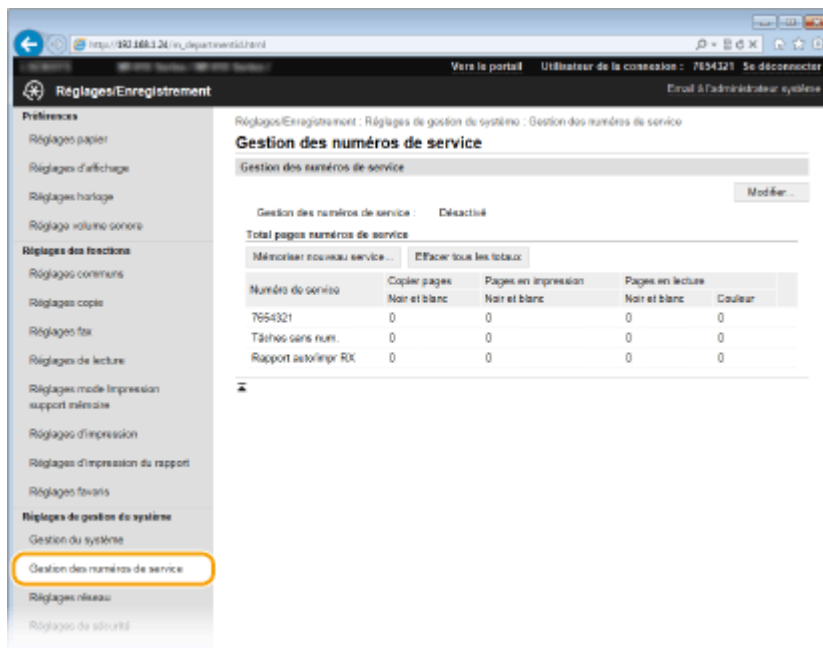 http://192.168.1.24/m_departmentid.html
Vers le portail Utilisateur de la connexion : 7654321 Se déconnecter
Réglages/Enregistrement
Email à l'administrateur système
Préférences
Réglages papier
Réglages d'affichage
Réglages horloge
Réglage volume sonore
Réglages des fonctions
Réglages communs
Réglages copie
Réglages fax
Réglages de lecture
Réglages mode Impression
support mémoire
Réglages d'impression
Réglages d'impression du rapport
Réglages favoris
Réglages de gestion du système
Gestion du système
Gestion des numéros de service
Réglages réseau
Réglages de sécurité
Réglages/Enregistrement : Réglages de gestion du système : Gestion des numéros de service
Gestion des numéros de service
Gestion des numéros de service
Modifier...
Gestion des numéros de service : Désactivé
Total pages numéros de service
Mémoriser nouveau service... Effacer tous les totaux
Numéro de service Copier pages Pages en impression Pages en lecture
Noir et blanc Noir et blanc Noir et blanc Couleur
7654321 0 0 0 0
Tâches sans num. 0 0 0 0
Rapport auto/impr RX 0 0 0 0